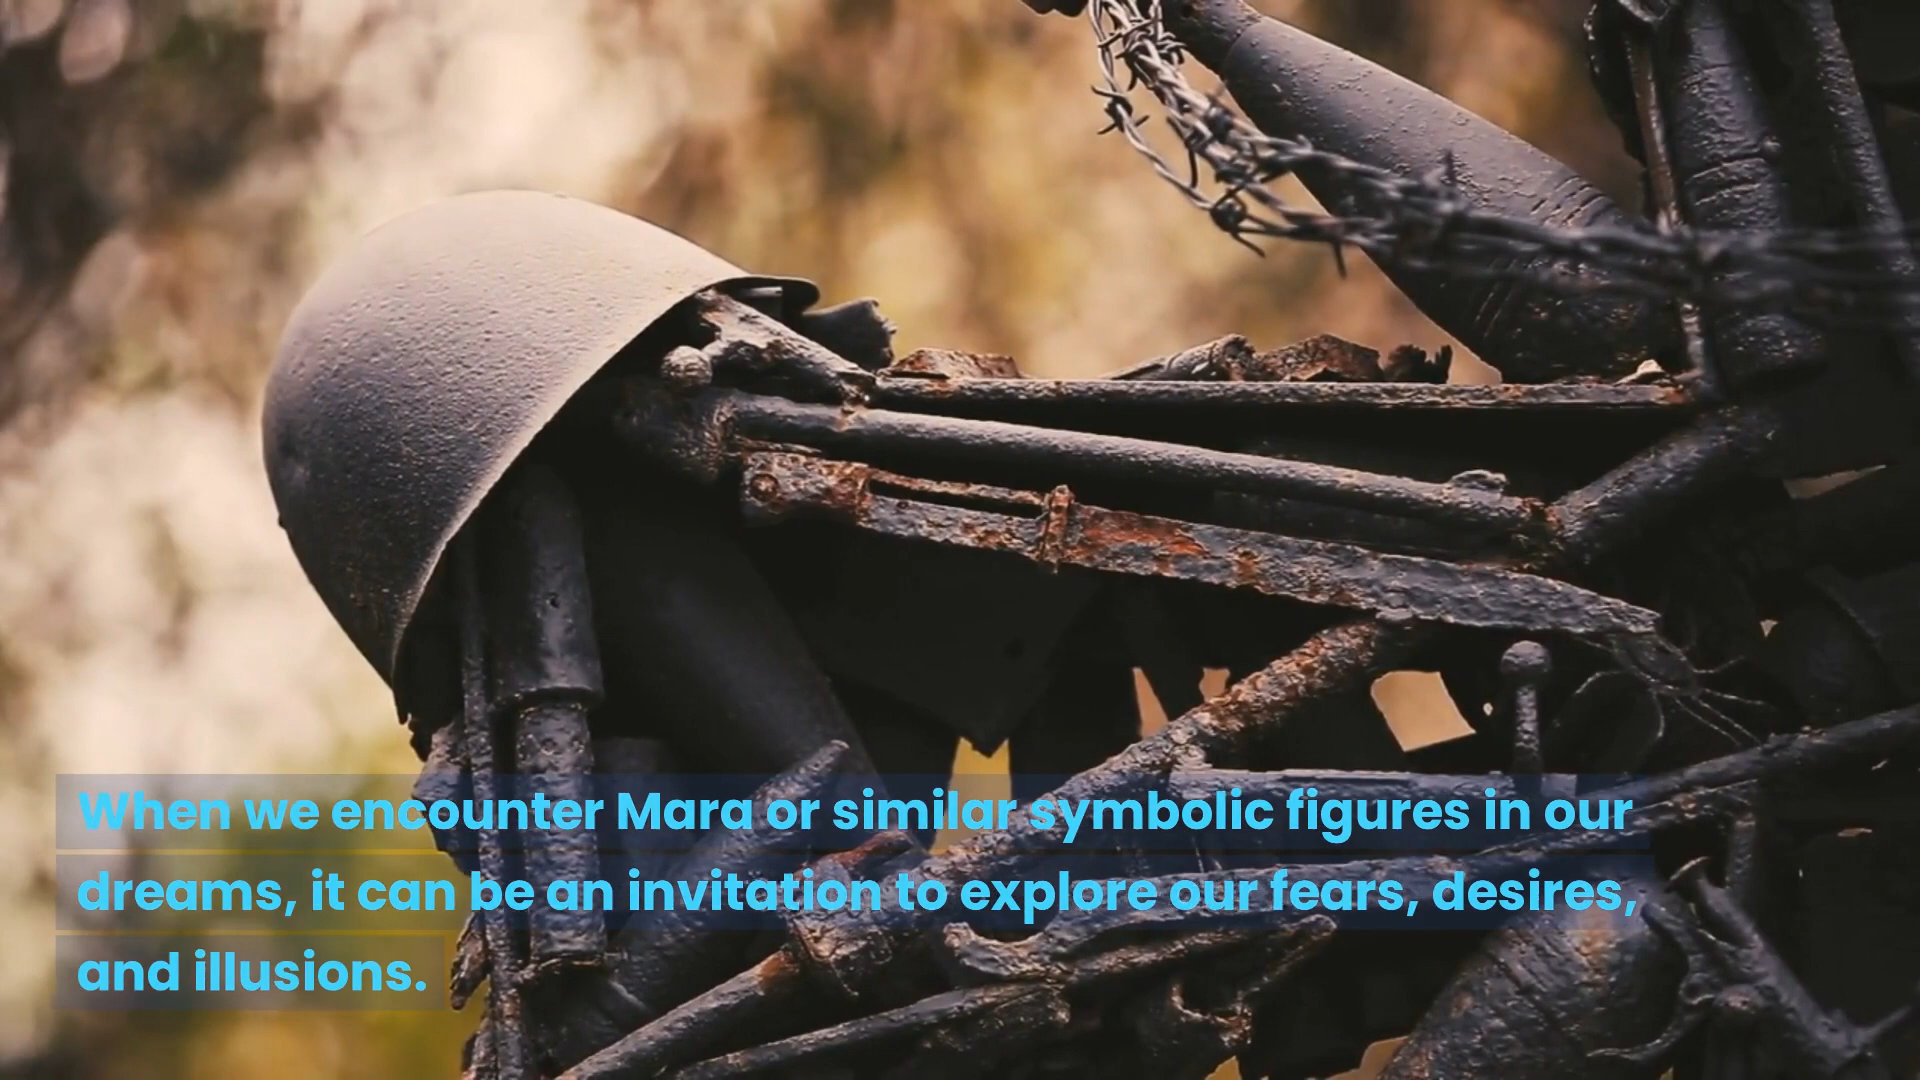 When we encounter Mara or similar symbolic figures in our
dreams, it can be an invitation to explore our fears, desires,
and illusions.